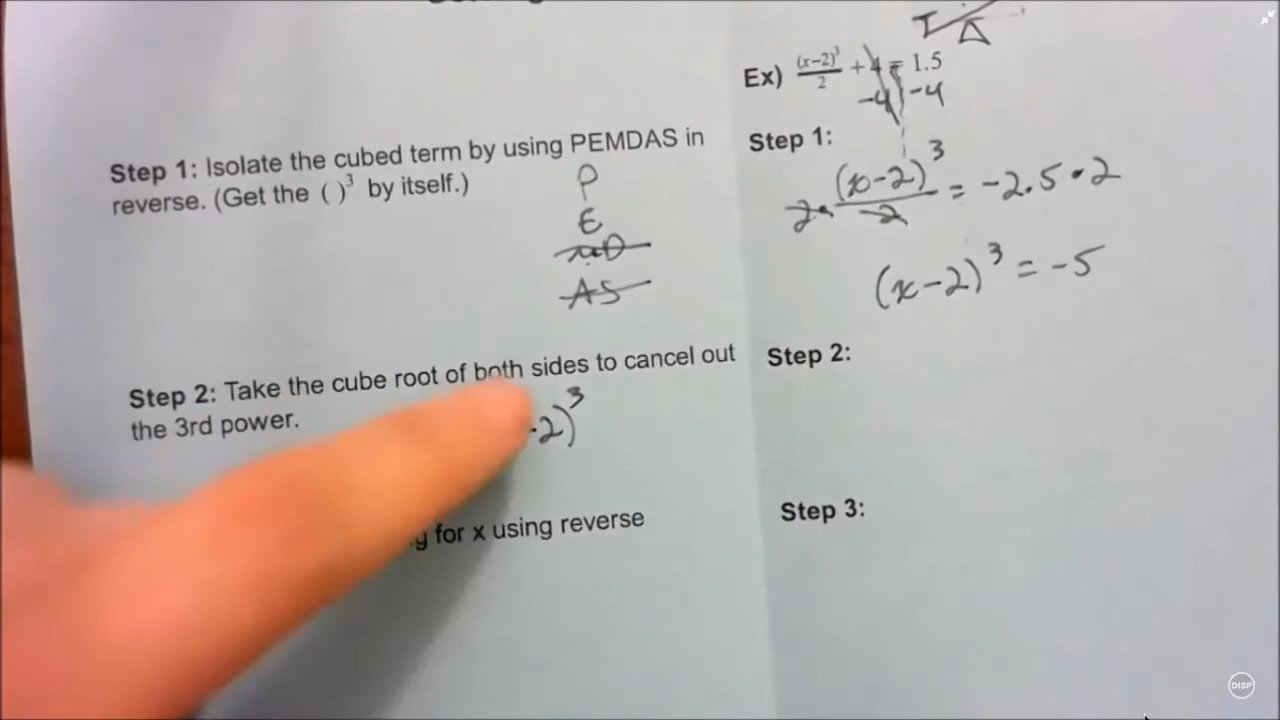 Ex) (x-2)³/2 + 4 = 1.5
-4 -4
Step 1: Isolate the cubed term by using PEMDAS in
reverse. (Get the ( )³ by itself.)
P
E
MD
AS
Step 1:
2• (x-2)³/2 = -2.5 • 2
(x-2)³ = -5
Step 2: Take the cube root of both sides to cancel out
the 3rd power.
-2)³
for x using reverse
Step 2:
Step 3:
DISP